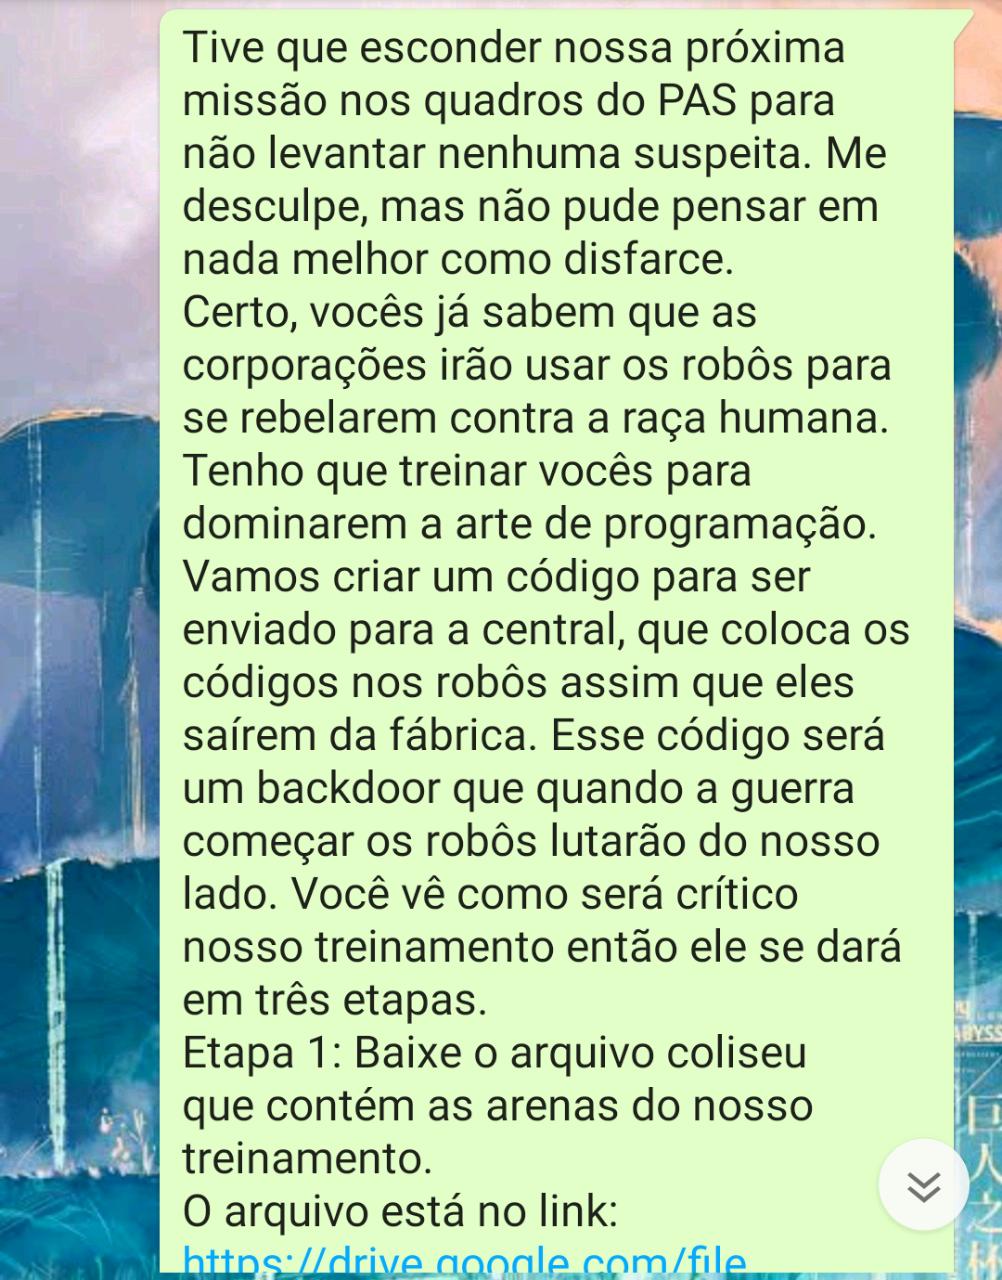 Tive que esconder nossa próxima
missão nos quadros do PAS para
não levantar nenhuma suspeita. Me
desculpe, mas não pude pensar em
nada melhor como disfarce.
Certo, vocês já sabem que as
corporações irão usar os robôs para
se rebelarem contra a raça humana.
Tenho que treinar vocês para
dominarem a arte de programação.
Vamos criar um código para ser
enviado para a central, que coloca os
códigos nos robôs assim que eles
saírem da fábrica. Esse código será
um backdoor que quando a guerra
começar os robôs lutarão do nosso
lado. Você vê como será crítico
nosso treinamento então ele se dará
em três etapas.
Etapa 1: Baixe o arquivo coliseu
que contém as arenas do nosso
treinamento.
O arquivo está no link:
https://drive.google.com/file
巨
人
之